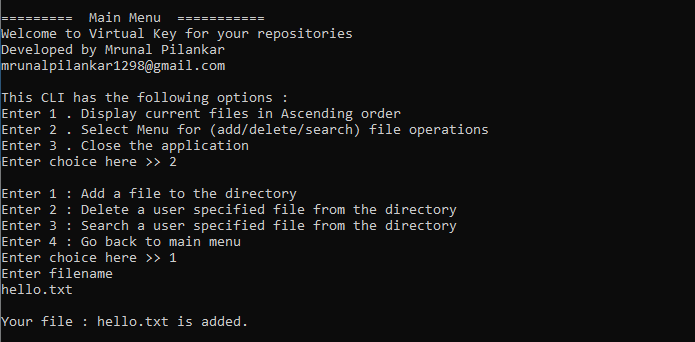 =========  Main Menu  ===========
Welcome to Virtual Key for your repositories
Developed by Mrunal Pilankar
mrunalpilankar1298@gmail.com
This CLI has the following options :
Enter 1 . Display current files in Ascending order
Enter 2 . Select Menu for (add/delete/search) file operations
Enter 3 . Close the application
Enter choice here >> 2
Enter 1 : Add a file to the directory
Enter 2 : Delete a user specified file from the directory
Enter 3 : Search a user specified file from the directory
Enter 4 : Go back to main menu
Enter choice here >> 1
Enter filename
hello.txt
Your file : hello.txt is added.